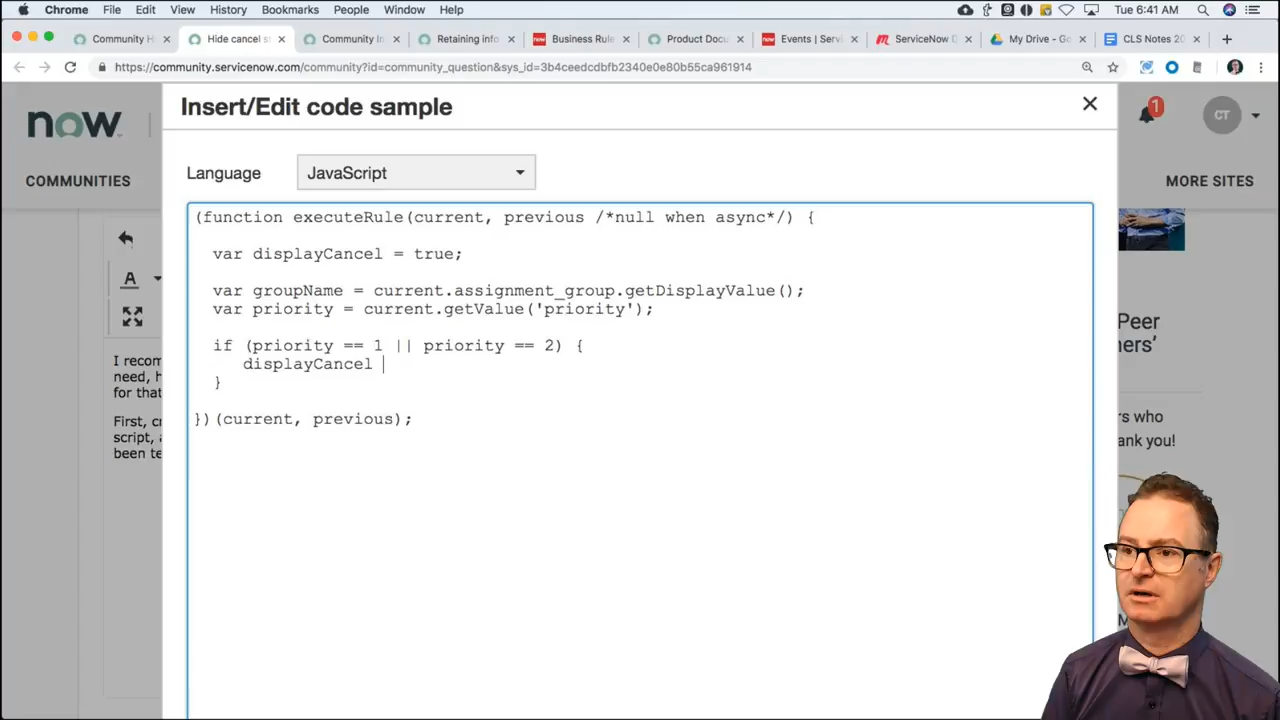 Chrome File Edit View History Bookmarks People Window Help Tue 6:41 AM
Community H Hide cancel st Community In Retaining info Business Rule Product Docu Events | Servi ServiceNow D My Drive - Go CLS Notes 20
https://community.servicenow.com/community?id=community_question&sys_id=3b4ceedcdbfb2340e0e80b55ca961914
now
Insert/Edit code sample
1
CT
Language JavaScript
COMMUNITIES
MORE SITES
(function executeRule(current, previous /*null when async*/) {
var displayCancel = true;
var groupName = current.assignment_group.getDisplayValue();
var priority = current.getValue('priority');
if (priority == 1 || priority == 2) {
displayCancel
}
})(current, previous);
A
I recom
need, h
for that
First, cr
script, a
been te
Peer
ners'
rs who
ank you!